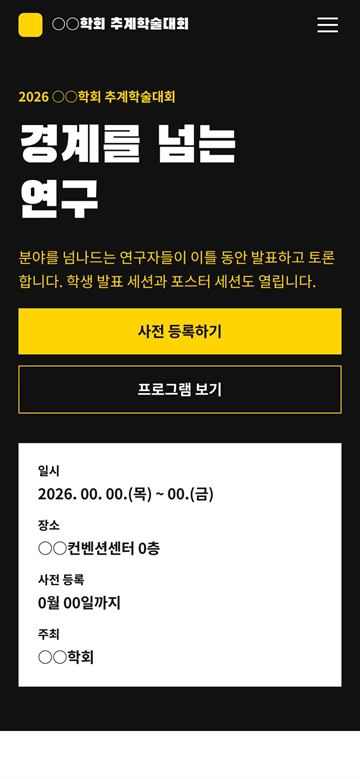 ○○학회 추계학술대회
2026 ○○학회 추계학술대회
경계를 넘는
연구
분야를 넘나드는 연구자들이 이틀 동안 발표하고 토론
합니다. 학생 발표 세션과 포스터 세션도 열립니다.
사전 등록하기
프로그램 보기
일시
2026. 00. 00.(목) ~ 00.(금)
장소
○○컨벤션센터 0층
사전 등록
0월 00일까지
주최
○○학회